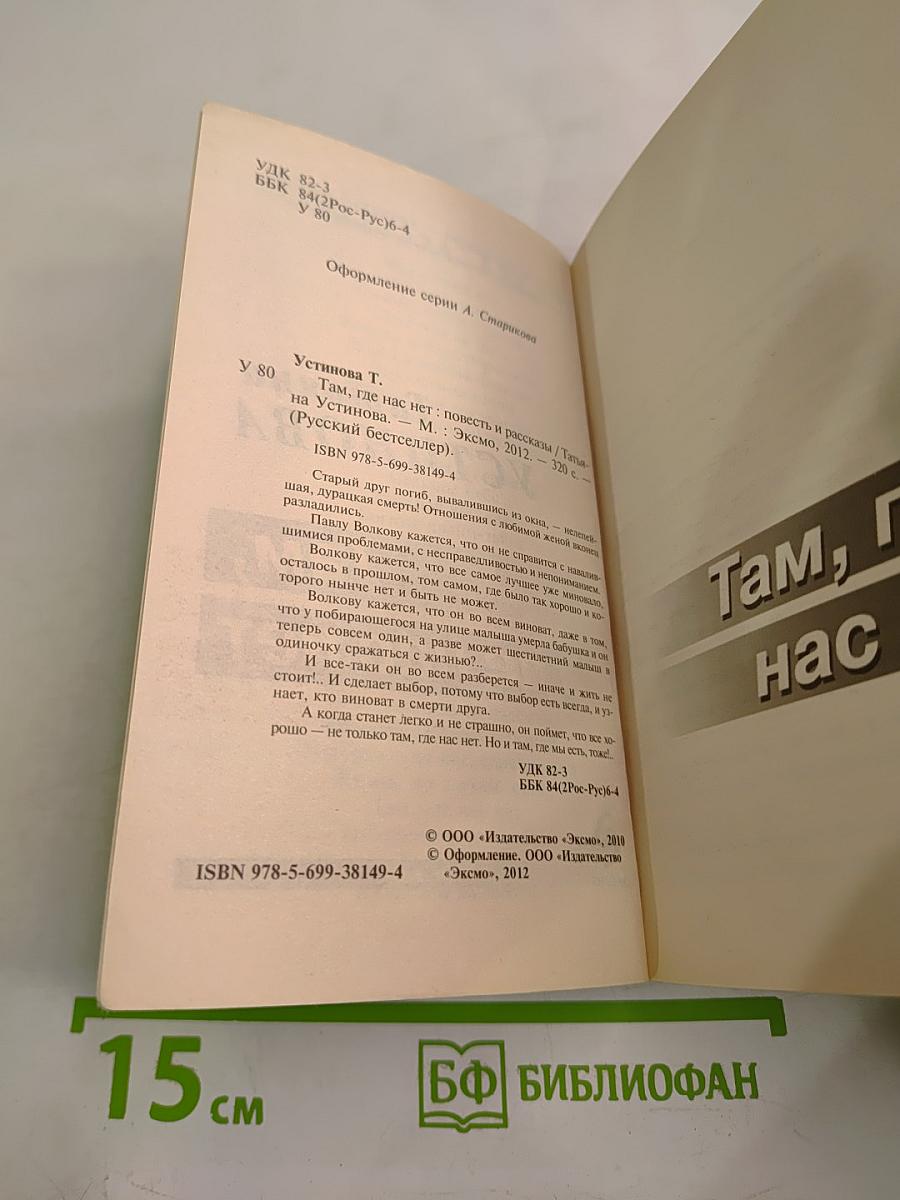 УДК 82-3
ББК 84(2Рос-Рус)6-4
У 80
Оформление серии А. Старикова
Устинова Т.
У 80 Там, где нас нет : повесть и рассказы / Татья-
на Устинова. — М. : Эксмо, 2012. — 320 с. —
(Русский бестселлер).
ISBN 978-5-699-38149-4
Старый друг погиб, вывалившись из окна, — нелепей-
шая, дурацкая смерть! Отношения с любимой женой вконец
разладились.
Павлу Волкову кажется, что он не справится с навалив-
шимися проблемами, с несправедливостью и непониманием.
Волкову кажется, что все самое лучшее уже миновало,
осталось в прошлом, том самом, где было так хорошо и ко-
торого нынче нет и быть не может.
Волкову кажется, что он во всем виноват, даже в том,
что у побирающегося на улице малыша умерла бабушка и он
теперь совсем один, а разве может шестилетний малыш в
одиночку сражаться с жизнью?..
И все-таки он во всем разберется — иначе и жить не
стоит!.. И сделает выбор, потому что выбор есть всегда, и уз-
нает, кто виноват в смерти друга.
А когда станет легко и не страшно, он поймет, что все хо-
рошо — не только там, где нас нет. Но и там, где мы есть, тоже!..
УДК 82-3
ББК 84(2Рос-Рус)6-4
© ООО «Издательство «Эксмо», 2010
© Оформление. ООО «Издательство
«Эксмо», 2012
ISBN 978-5-699-38149-4
Там, г
нас
15 см
БФ БИБЛИОФАН